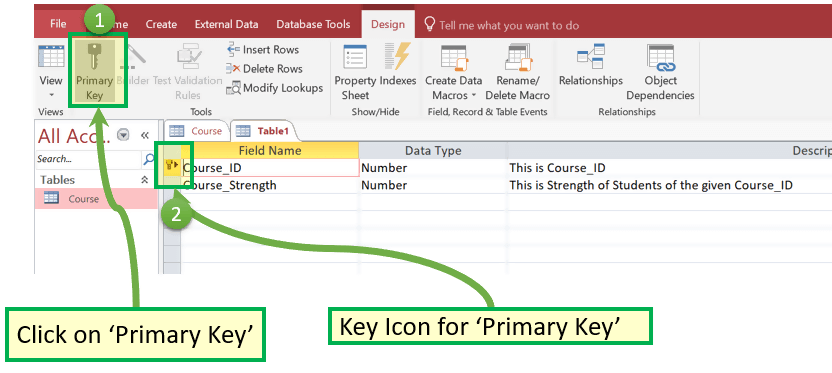 File
ome
Create
External Data
Database Tools
Design
Tell me what you want to do
1
View
Primary
Key
Builder
Test Validation
Rules
Insert Rows
Delete Rows
Modify Lookups
Property
Sheet
Indexes
Create Data
Macros
Rename/
Delete Macro
Relationships
Object
Dependencies
Views
Tools
Show/Hide
Field, Record & Table Events
Relationships
All Acc...
Search...
Tables
Course
Course
Table1
Field Name
Data Type
Descrip
Course_ID
Number
This is Course_ID
Course_Strength
Number
This is Strength of Students of the given Course_ID
2
Click on ‘Primary Key’
Key Icon for ‘Primary Key’